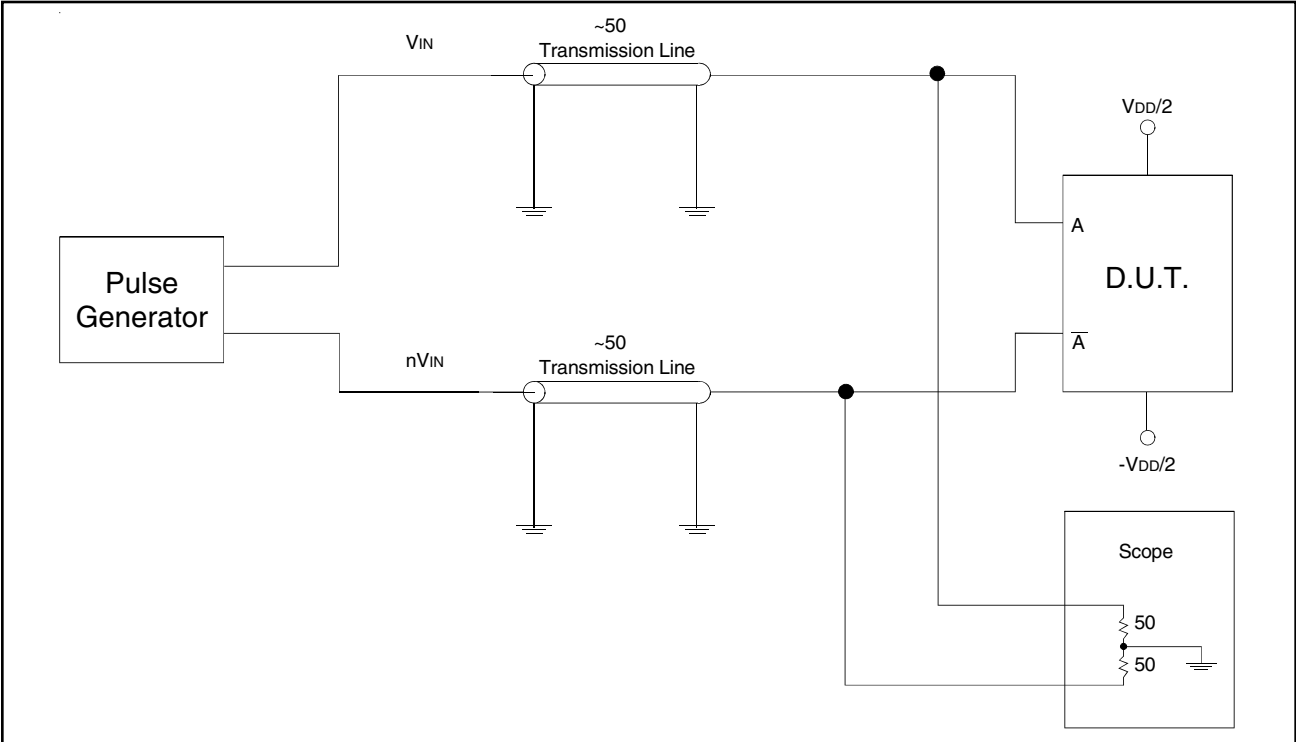 VIN
~50
Transmission Line
VDD/2
A
D.U.T.
Pulse
Generator
A̅
nVIN
~50
Transmission Line
-VDD/2
Scope
50
50